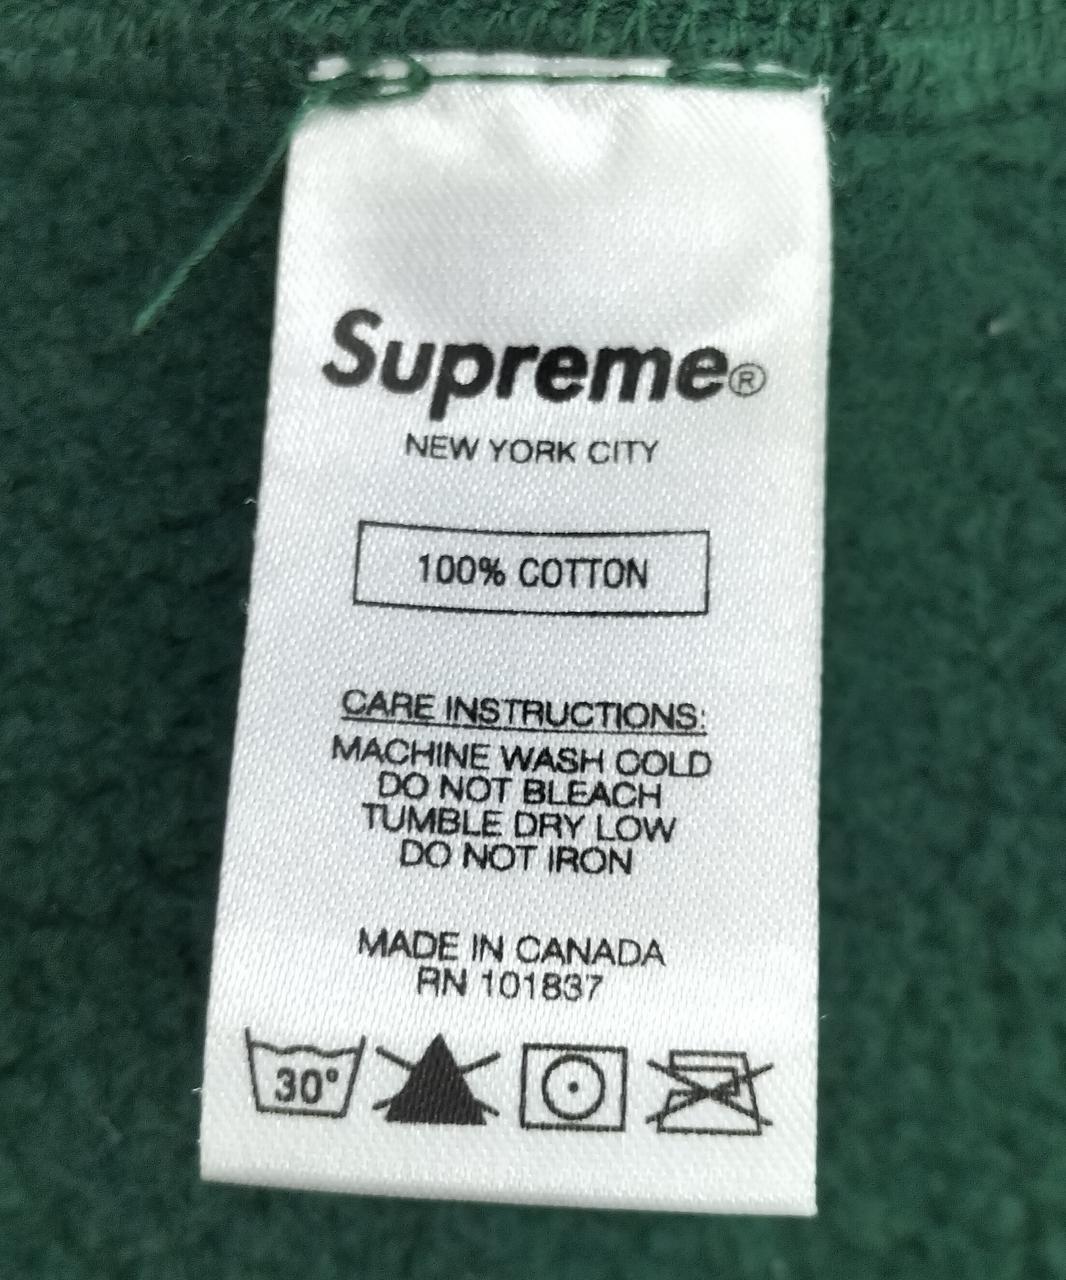 Supreme®
NEW YORK CITY
100% COTTON
CARE INSTRUCTIONS:
MACHINE WASH COLD
DO NOT BLEACH
TUMBLE DRY LOW
DO NOT IRON
MADE IN CANADA
RN 101837
30°